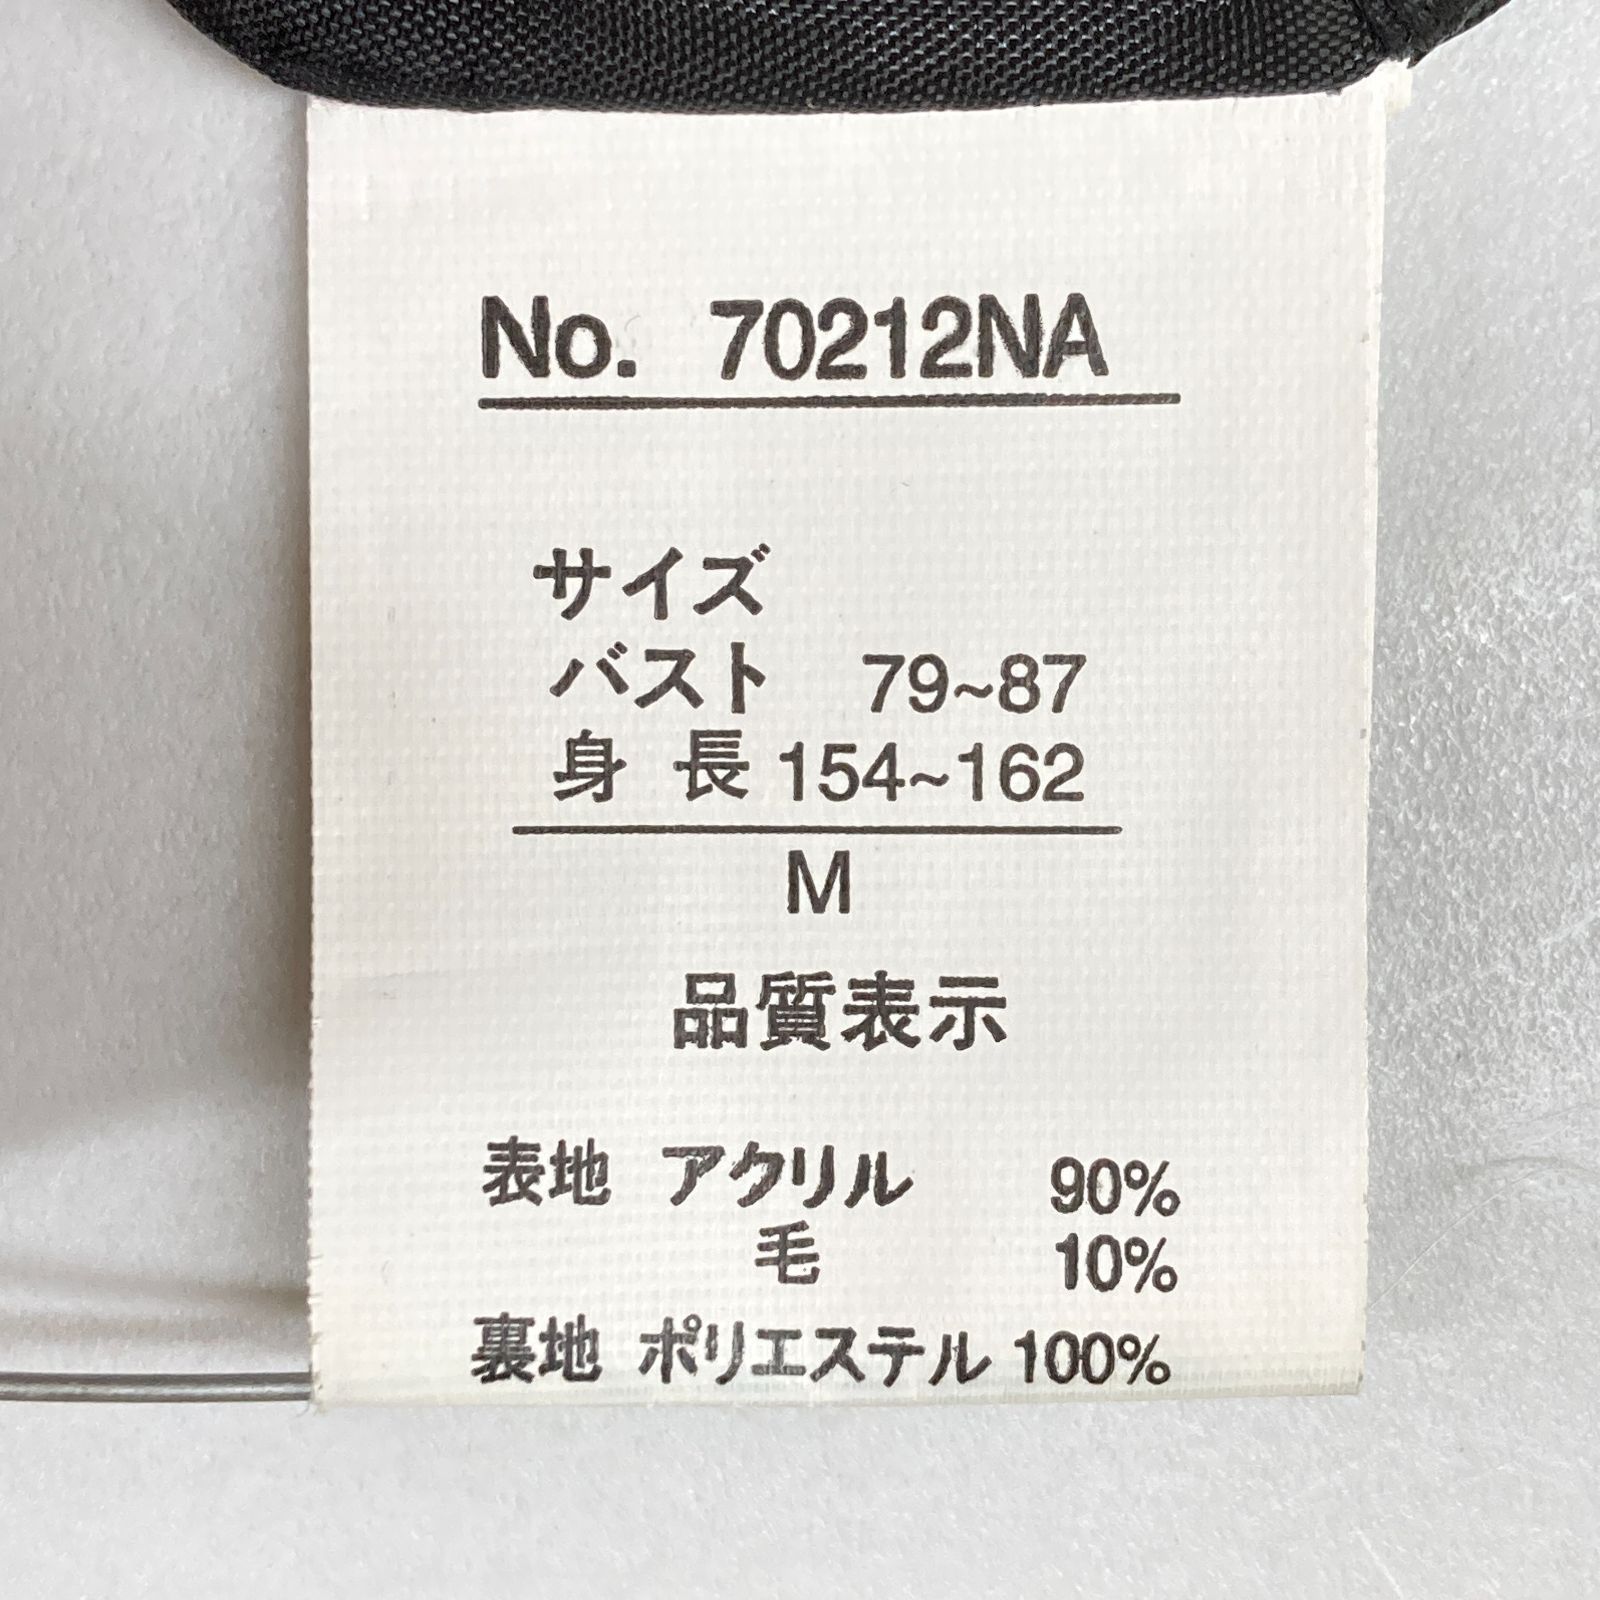 No. 70212NA
サイズ
バスト 79~87
身長 154~162
M
品質表示
表地 アクリル 90%
毛 10%
裏地 ポリエステル 100%